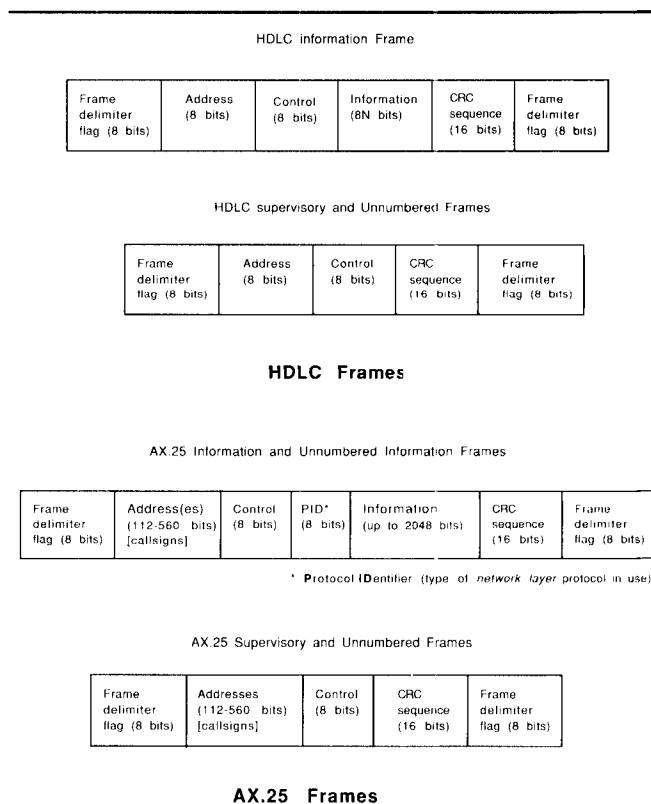 HDLC information Frame
Frame delimiter flag (8 bits)
Address (8 bits)
Control (8 bits)
Information (8N bits)
CRC sequence (16 bits)
Frame delimiter flag (8 bits)
HDLC supervisory and Unnumbered Frames
Frame delimiter flag (8 bits)
Address (8 bits)
Control (8 bits)
CRC sequence (16 bits)
Frame delimiter flag (8 bits)
HDLC Frames
AX.25 Information and Unnumbered Information Frames
Frame delimiter flag (8 bits)
Address(es) (112-560 bits) [callsigns]
Control (8 bits)
PID* (8 bits)
Information (up to 2048 bits)
CRC sequence (16 bits)
Frame delimiter flag (8 bits)
* Protocol IDentifier (type of network layer protocol in use)
AX.25 Supervisory and Unnumbered Frames
Frame delimiter flag (8 bits)
Addresses (112-560 bits) [callsigns]
Control (8 bits)
CRC sequence (16 bits)
Frame delimiter flag (8 bits)
AX.25 Frames